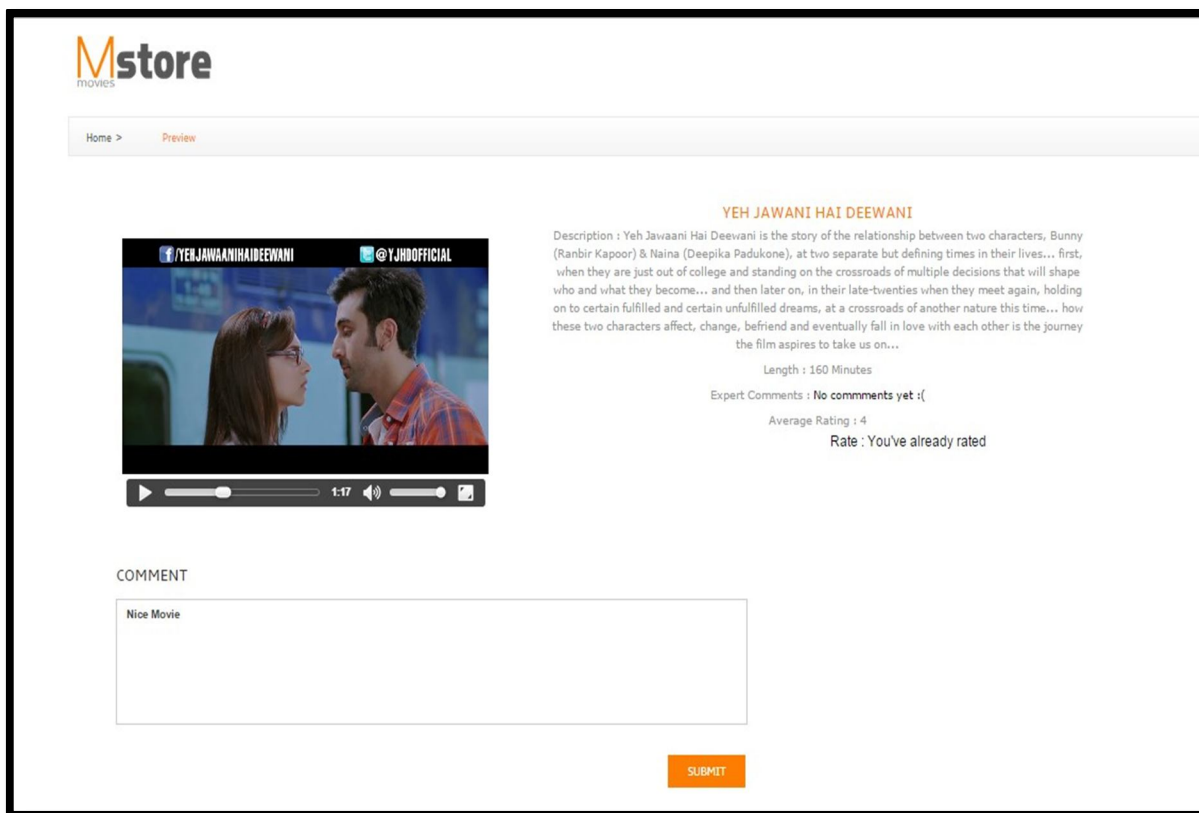 Mstore
movies
Home >
Preview
/YEHJAWAANIHAIDEEWANI
@YJHDOFFICIAL
1:17
YEH JAWANI HAI DEEWANI
Description : Yeh Jawaani Hai Deewani is the story of the relationship between two characters, Bunny
(Ranbir Kapoor) & Naina (Deepika Padukone), at two separate but defining times in their lives... first,
when they are just out of college and standing on the crossroads of multiple decisions that will shape
who and what they become... and then later on, in their late-twenties when they meet again, holding
on to certain fulfilled and certain unfulfilled dreams, at a crossroads of another nature this time... how
these two characters affect, change, befriend and eventually fall in love with each other is the journey
the film aspires to take us on...
Length : 160 Minutes
Expert Comments : No commments yet :(
Average Rating : 4
Rate : You've already rated
COMMENT
Nice Movie
SUBMIT